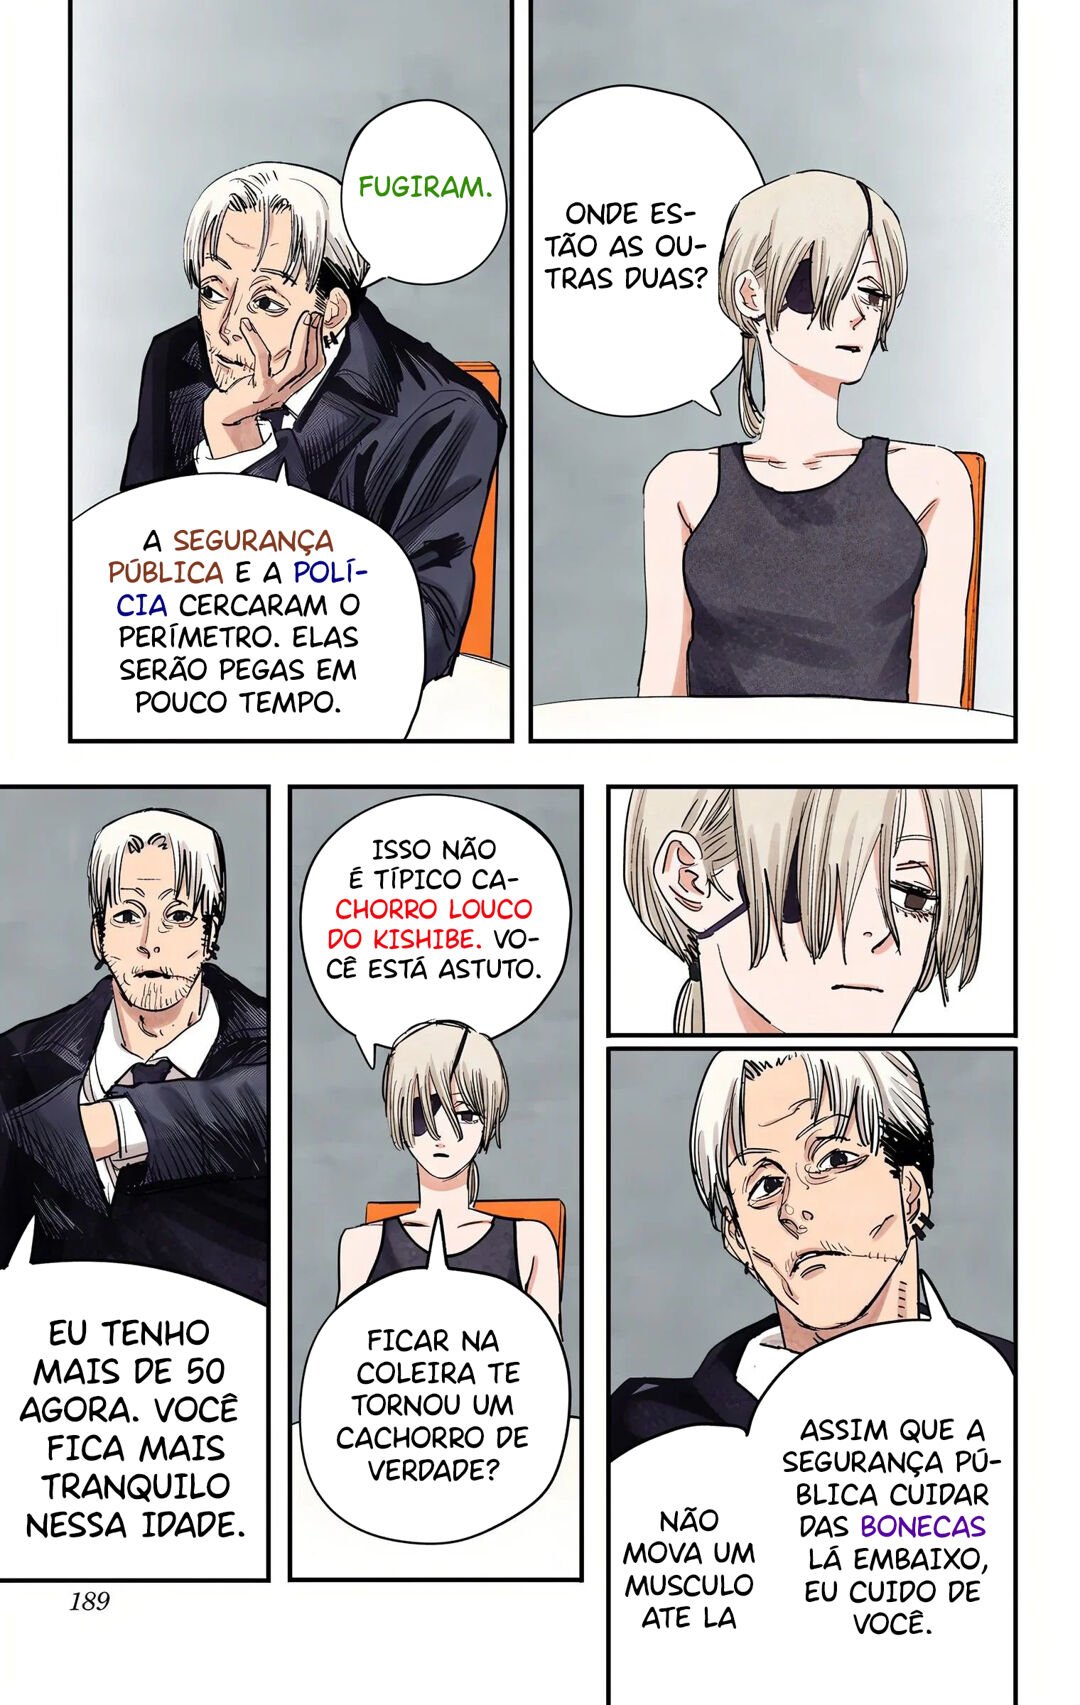 ONDE ES-
TÃO AS OU-
TRAS DUAS?
FUGIRAM.
A SEGURANÇA
PÚBLICA E A POLÍ-
CIA CERCARAM O
PERÍMETRO. ELAS
SERÃO PEGAS EM
POUCO TEMPO.
ASSIM QUE A
SEGURANÇA PÚ-
BLICA CUIDAR
DAS BONECAS
LÁ EMBAIXO,
EU CUIDO DE
VOCÊ.
NÃO
MOVA UM
MUSCULO
ATE LA
ISSO NÃO
É TÍPICO CA-
CHORRO LOUCO
DO KISHIBE. VO-
CÊ ESTÁ ASTUTO.
FICAR NA
COLEIRA TE
TORNOU UM
CACHORRO DE
VERDADE?
EU TENHO
MAIS DE 50
AGORA. VOCÊ
FICA MAIS
TRANQUILO
NESSA IDADE.
189